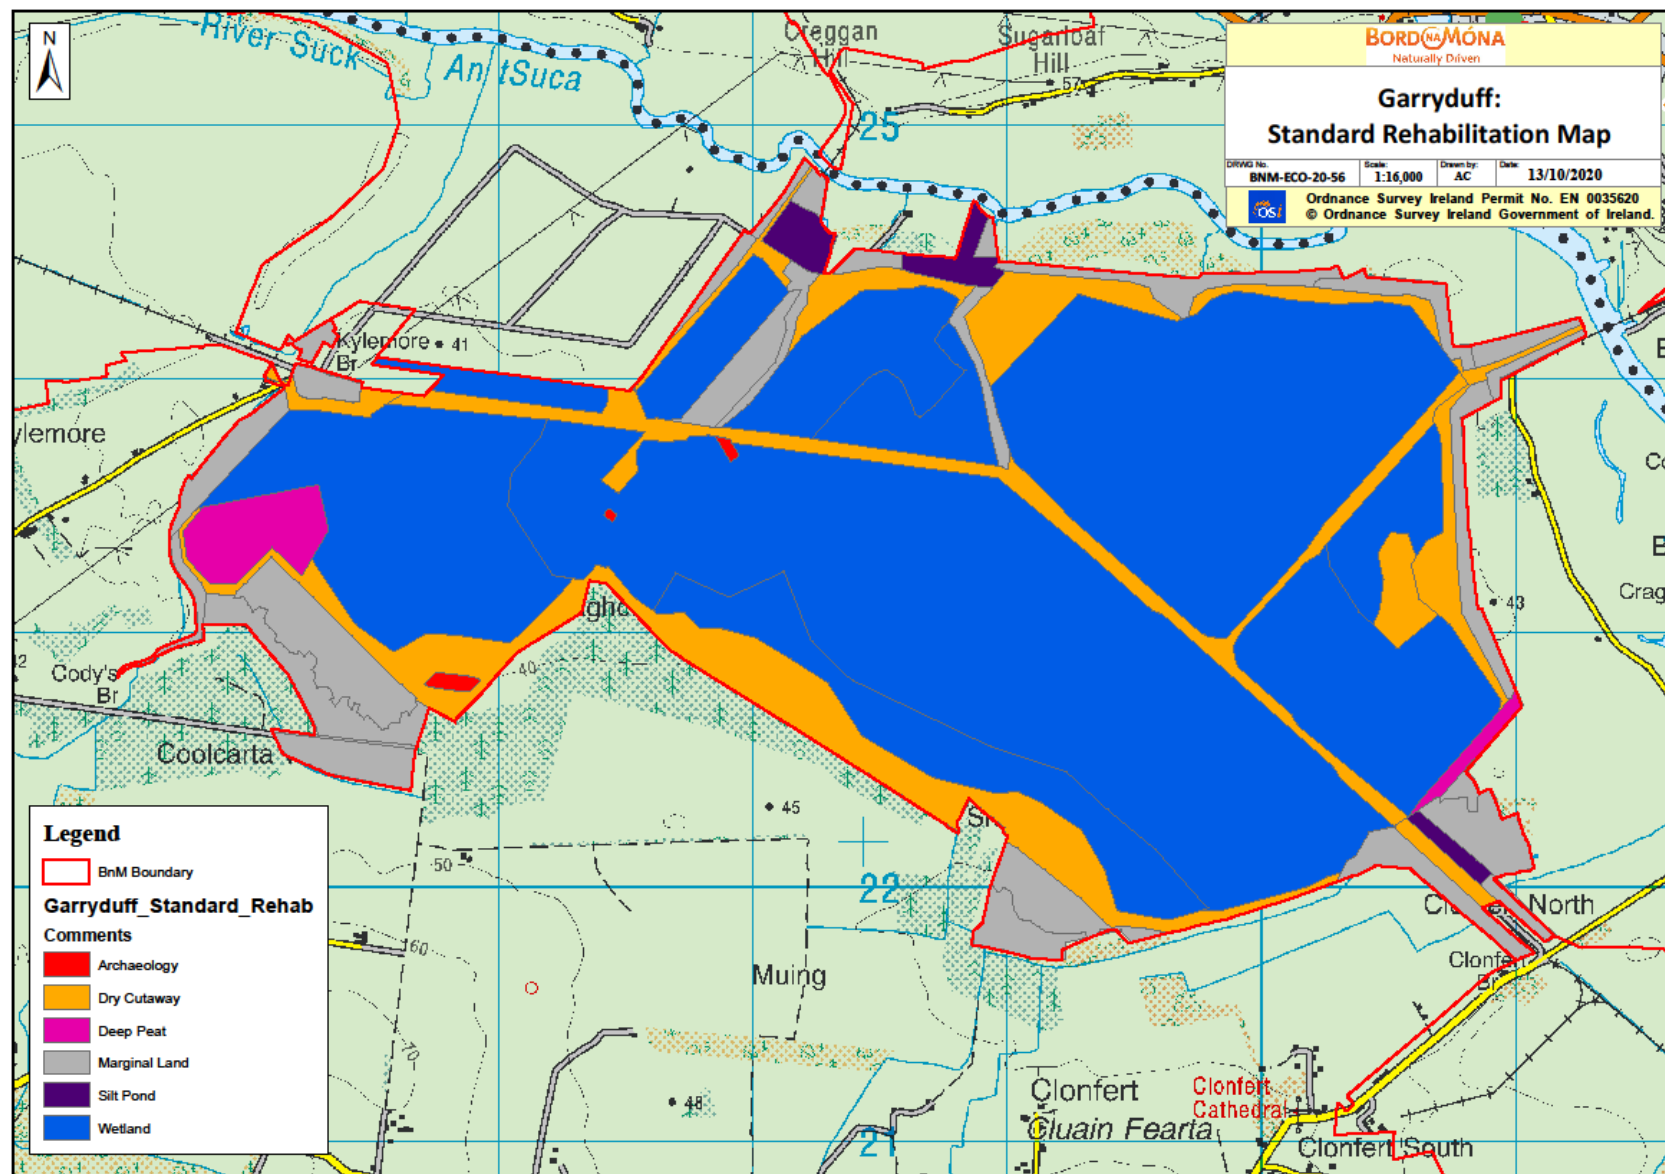 N
River Suck
An tSuca
Creggan
Hill
Sugarloaf
Hill
57
25
BORD NA MÓNA
Naturally Driven
Garryduff:
Standard Rehabilitation Map
DRWG No. BNM-ECO-20-56
Scale: 1:16,000
Drawn by: AC
Date: 13/10/2020
OSi
Ordnance Survey Ireland Permit No. EN 0035620
© Ordnance Survey Ireland Government of Ireland.
Kylemore
Br
41
ylemore
43
Crag
Cody's
Br
40
Coolcarta
45
50
22
60
70
Muing
48
North
Clonfert
Br
Clonfert
Cluain Fearta
Clonfert
Cathedral
Clonfert South
21
Legend
BnM Boundary
Garryduff_Standard_Rehab
Comments
Archaeology
Dry Cutaway
Deep Peat
Marginal Land
Silt Pond
Wetland